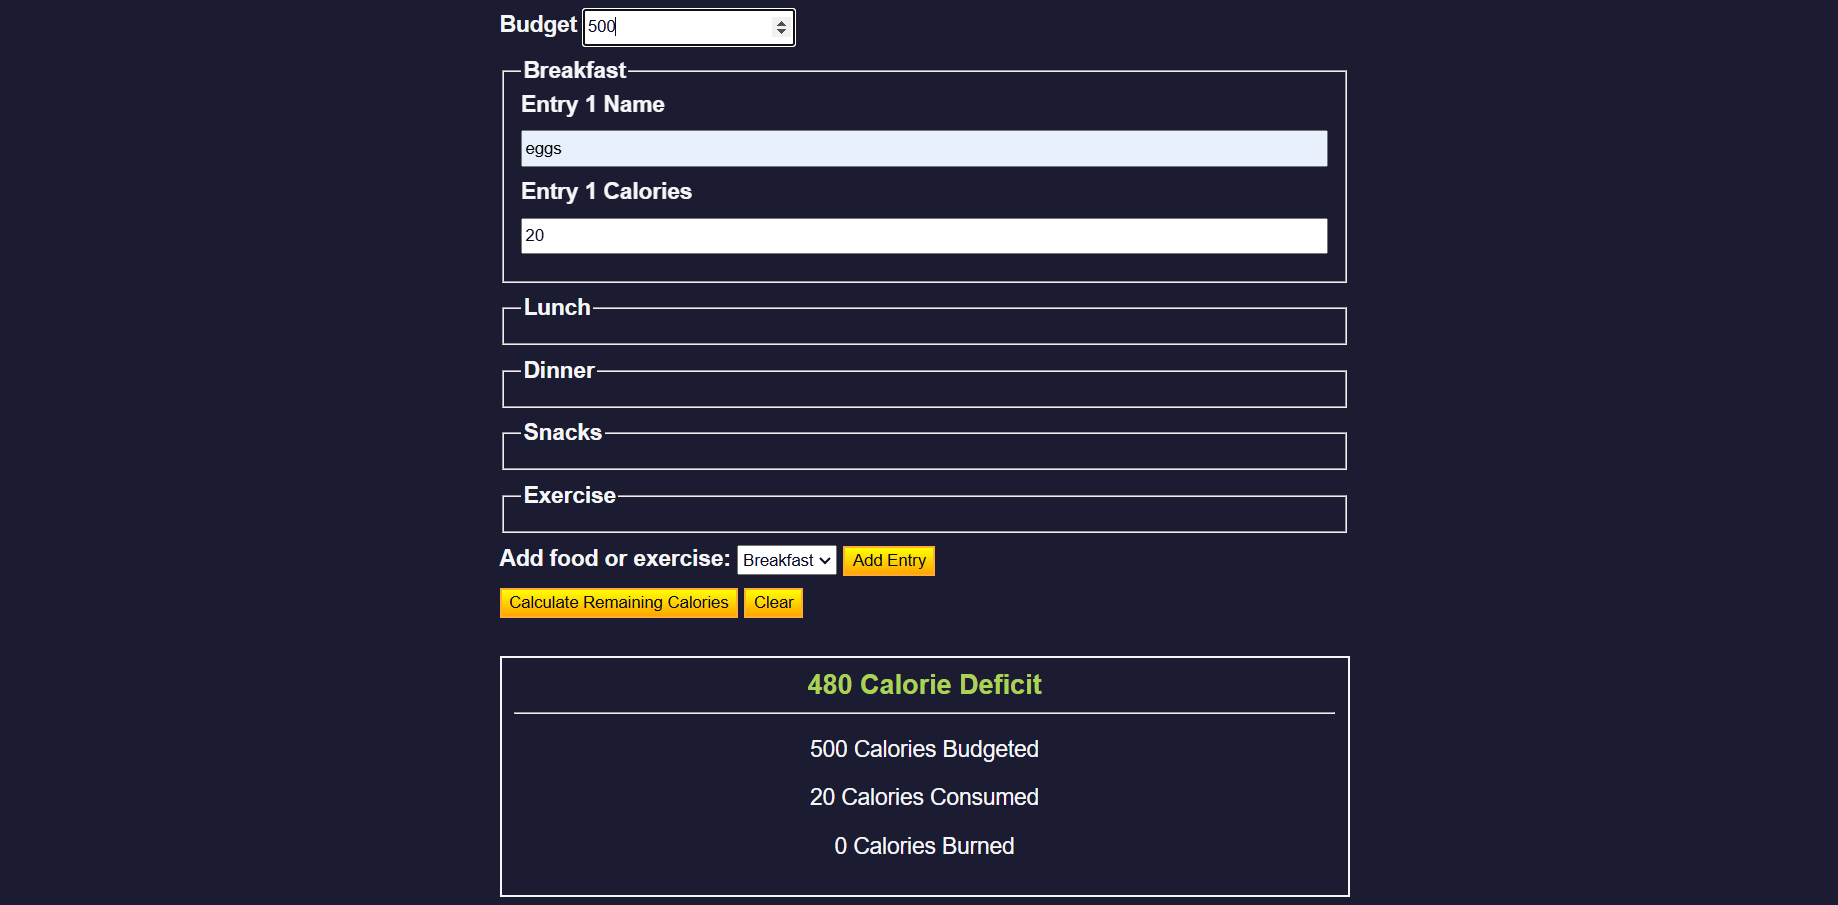 Budget 500
Breakfast
Entry 1 Name
eggs
Entry 1 Calories
20
Lunch
Dinner
Snacks
Exercise
Add food or exercise: Breakfast Add Entry
Calculate Remaining Calories Clear
480 Calorie Deficit
500 Calories Budgeted
20 Calories Consumed
0 Calories Burned